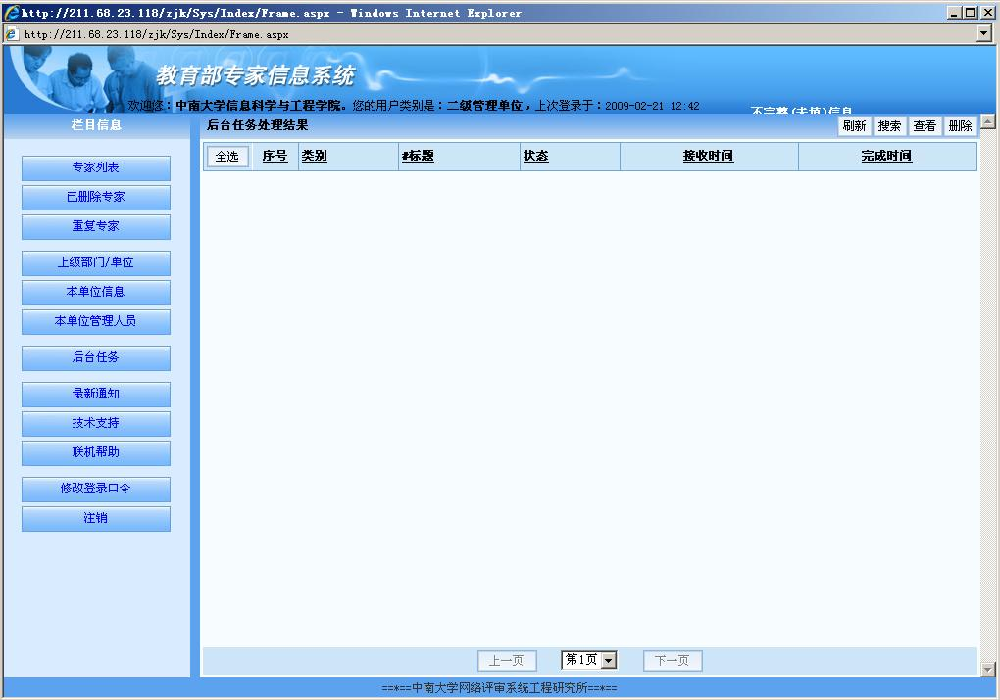 http://211.68.23.118/zjk/Sys/Index/Frame.aspx - Windows Internet Explorer
http://211.68.23.118/zjk/Sys/Index/Frame.aspx
教育部专家信息系统
欢迎您：中南大学信息科学与工程学院。您的用户类别是：二级管理单位，上次登录于：2009-02-21 12:42
不完整(未填)信息
栏目信息
后台任务处理结果
刷新 搜索 查看 删除
全选 序号 类别 #标题 状态 接收时间 完成时间
专家列表
已删除专家
重复专家
上级部门/单位
本单位信息
本单位管理人员
后台任务
最新通知
技术支持
联机帮助
修改登录口令
注销
上一页 第1页 下一页
==*==中南大学网络评审系统工程研究所==*==